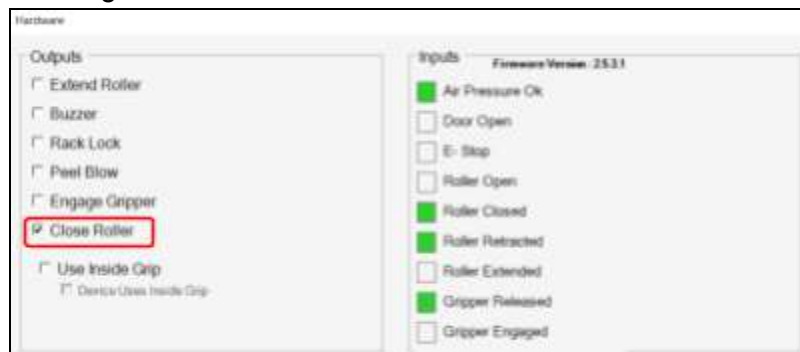 Hardware
Outputs
Extend Roller
Buzzer
Rack Lock
Peel Blow
Engage Gripper
Close Roller
Use Inside Grip
Device Uses Inside Grip
Inputs
Firmware Version: 2.5.3.1
Air Pressure Ok
Door Open
E- Stop
Roller Open
Roller Closed
Roller Retracted
Roller Extended
Gripper Released
Gripper Engaged